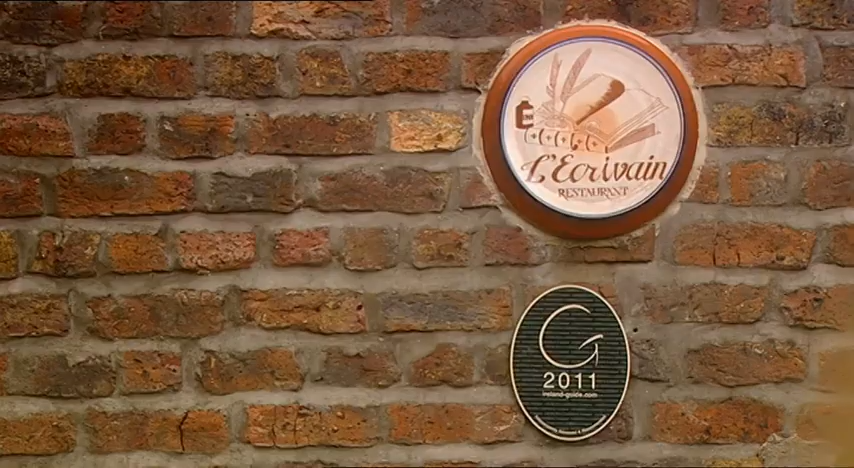 L'Ecrivain
RESTAURANT
G
2011
ireland-guide.com